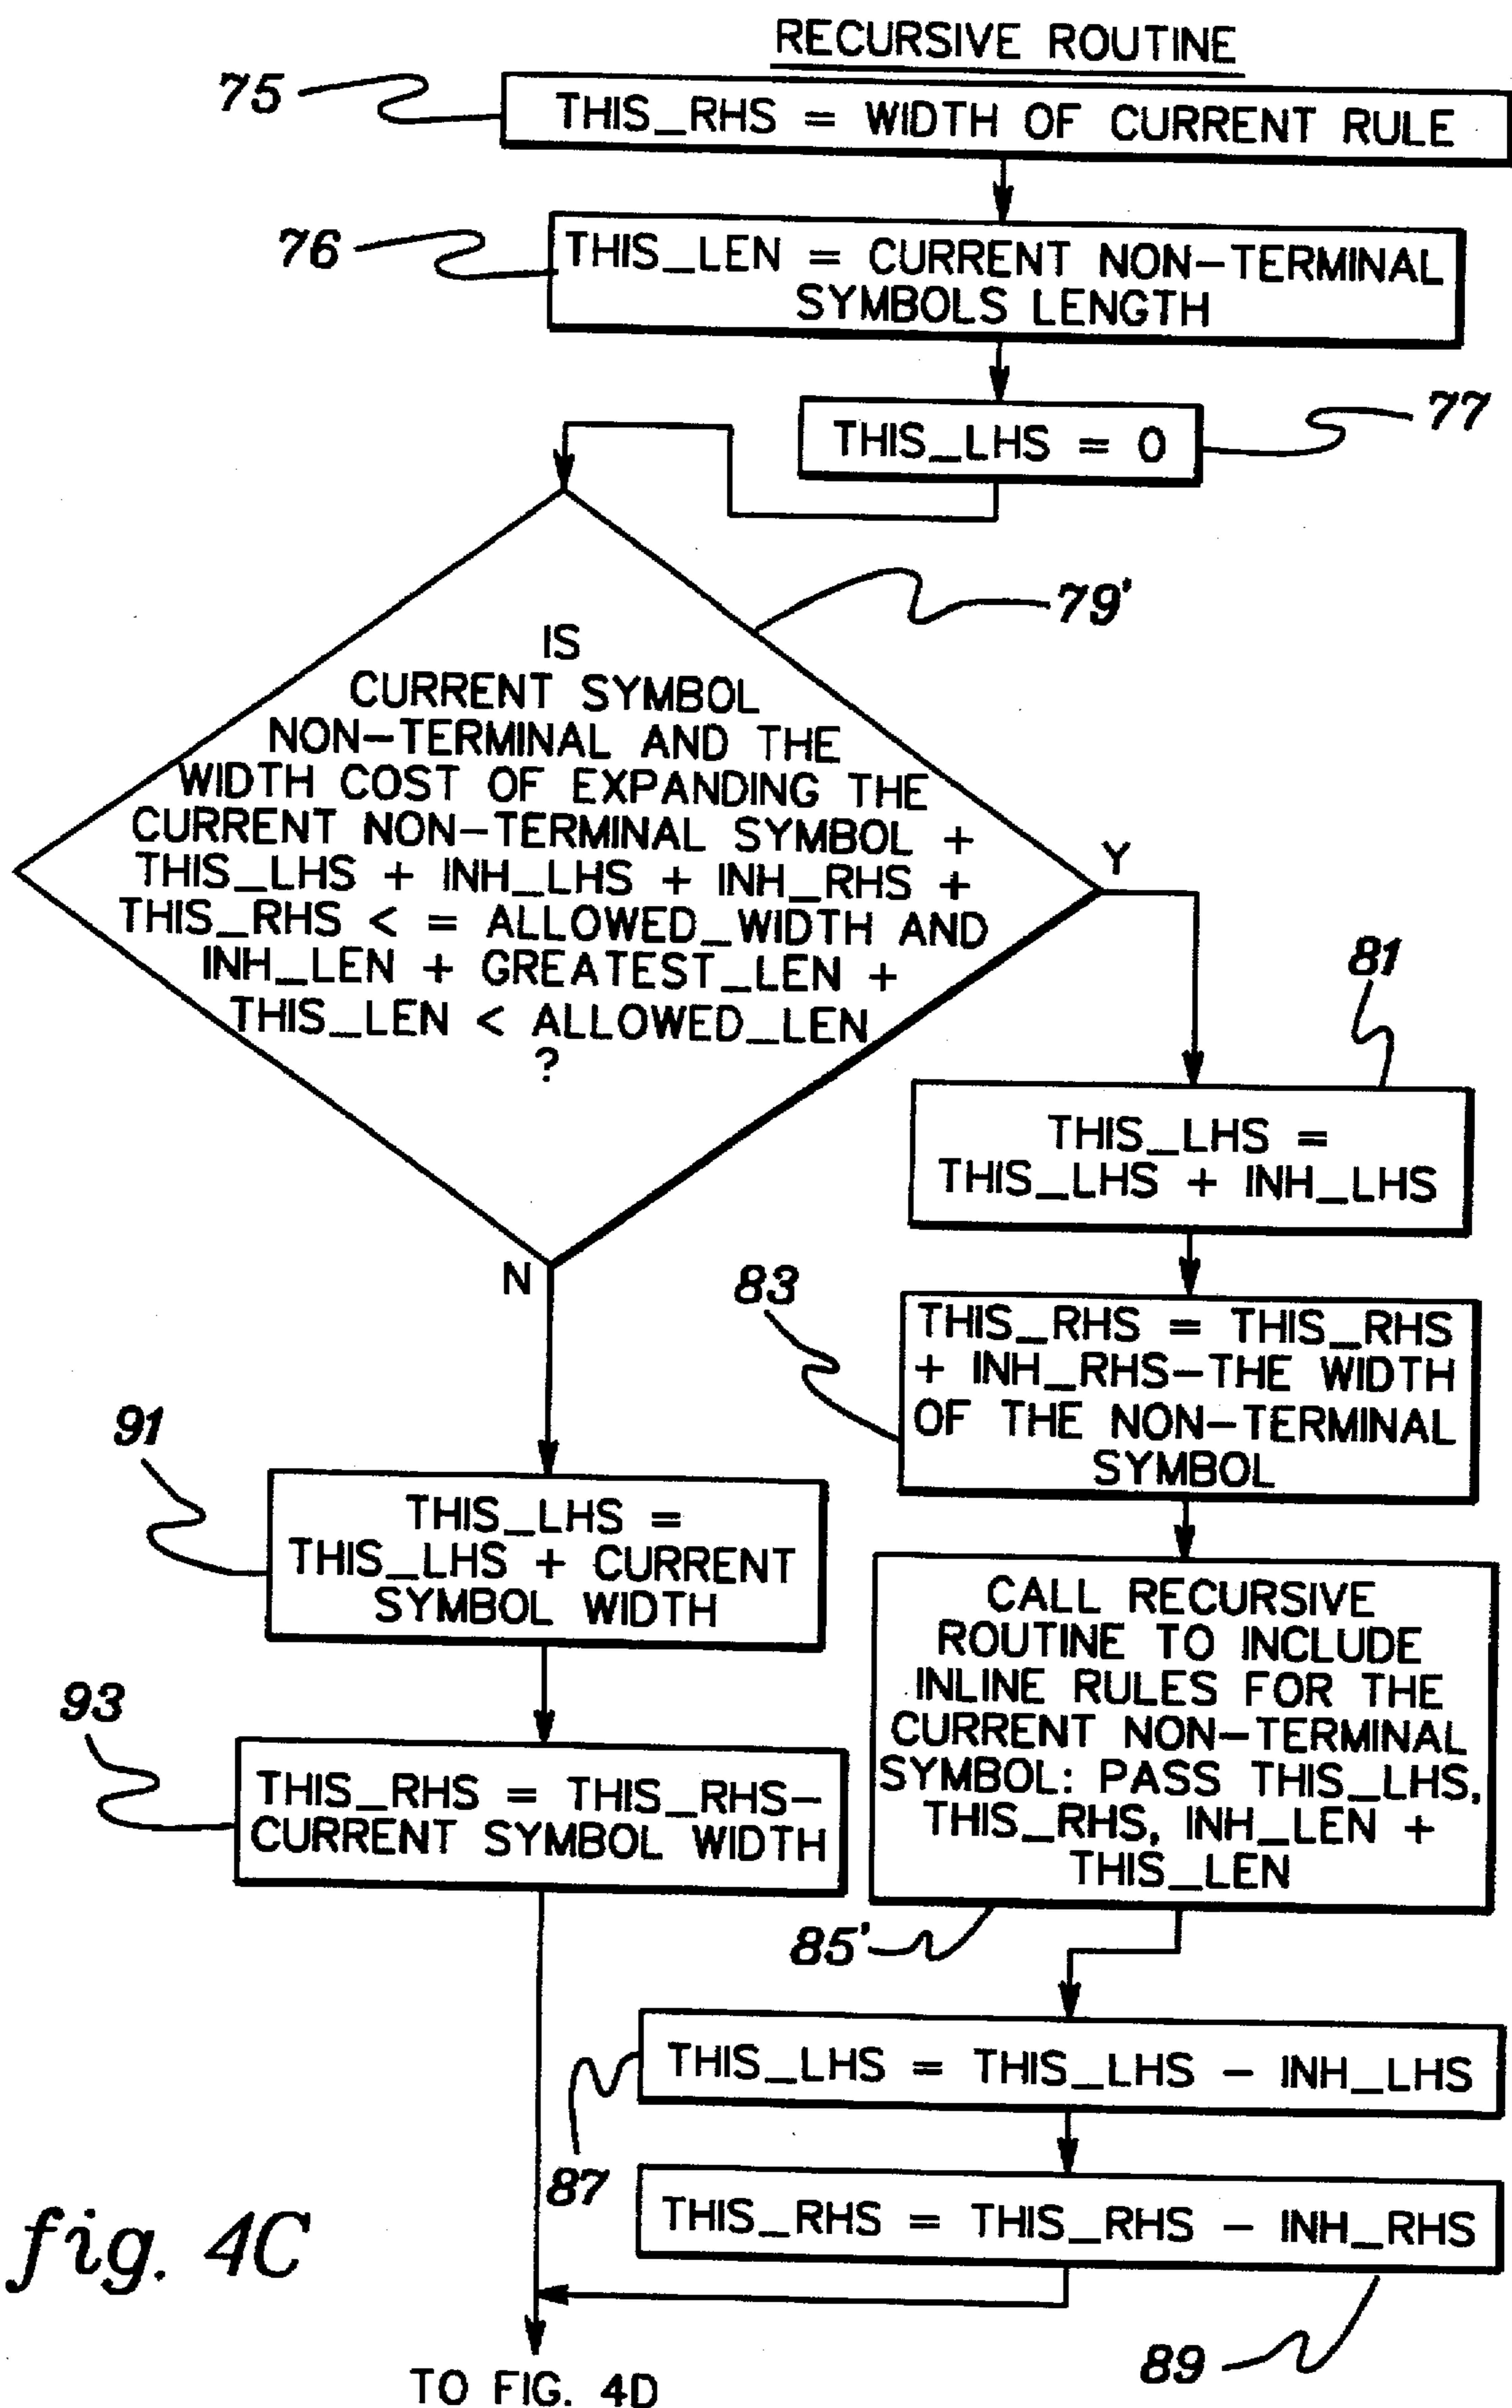 RECURSIVE ROUTINE
75
THIS_RHS = WIDTH OF CURRENT RULE
76
THIS_LEN = CURRENT NON-TERMINAL
SYMBOLS LENGTH
THIS_LHS = 0
77
79'
IS
CURRENT SYMBOL
NON-TERMINAL AND THE
WIDTH COST OF EXPANDING THE
CURRENT NON-TERMINAL SYMBOL +
THIS_LHS + INH_LHS + INH_RHS +
THIS_RHS < = ALLOWED_WIDTH AND
INH_LEN + GREATEST_LEN +
THIS_LEN < ALLOWED_LEN
?
Y
81
THIS_LHS =
THIS_LHS + INH_LHS
N
83
THIS_RHS = THIS_RHS
+ INH_RHS-THE WIDTH
OF THE NON-TERMINAL
SYMBOL
91
THIS_LHS =
THIS_LHS + CURRENT
SYMBOL WIDTH
CALL RECURSIVE
ROUTINE TO INCLUDE
INLINE RULES FOR THE
CURRENT NON-TERMINAL
SYMBOL: PASS THIS_LHS,
THIS_RHS, INH_LEN +
THIS_LEN
93
THIS_RHS = THIS_RHS-
CURRENT SYMBOL WIDTH
85'
THIS_LHS = THIS_LHS - INH_LHS
87
THIS_RHS = THIS_RHS - INH_RHS
89
fig. 4C
TO FIG. 4D